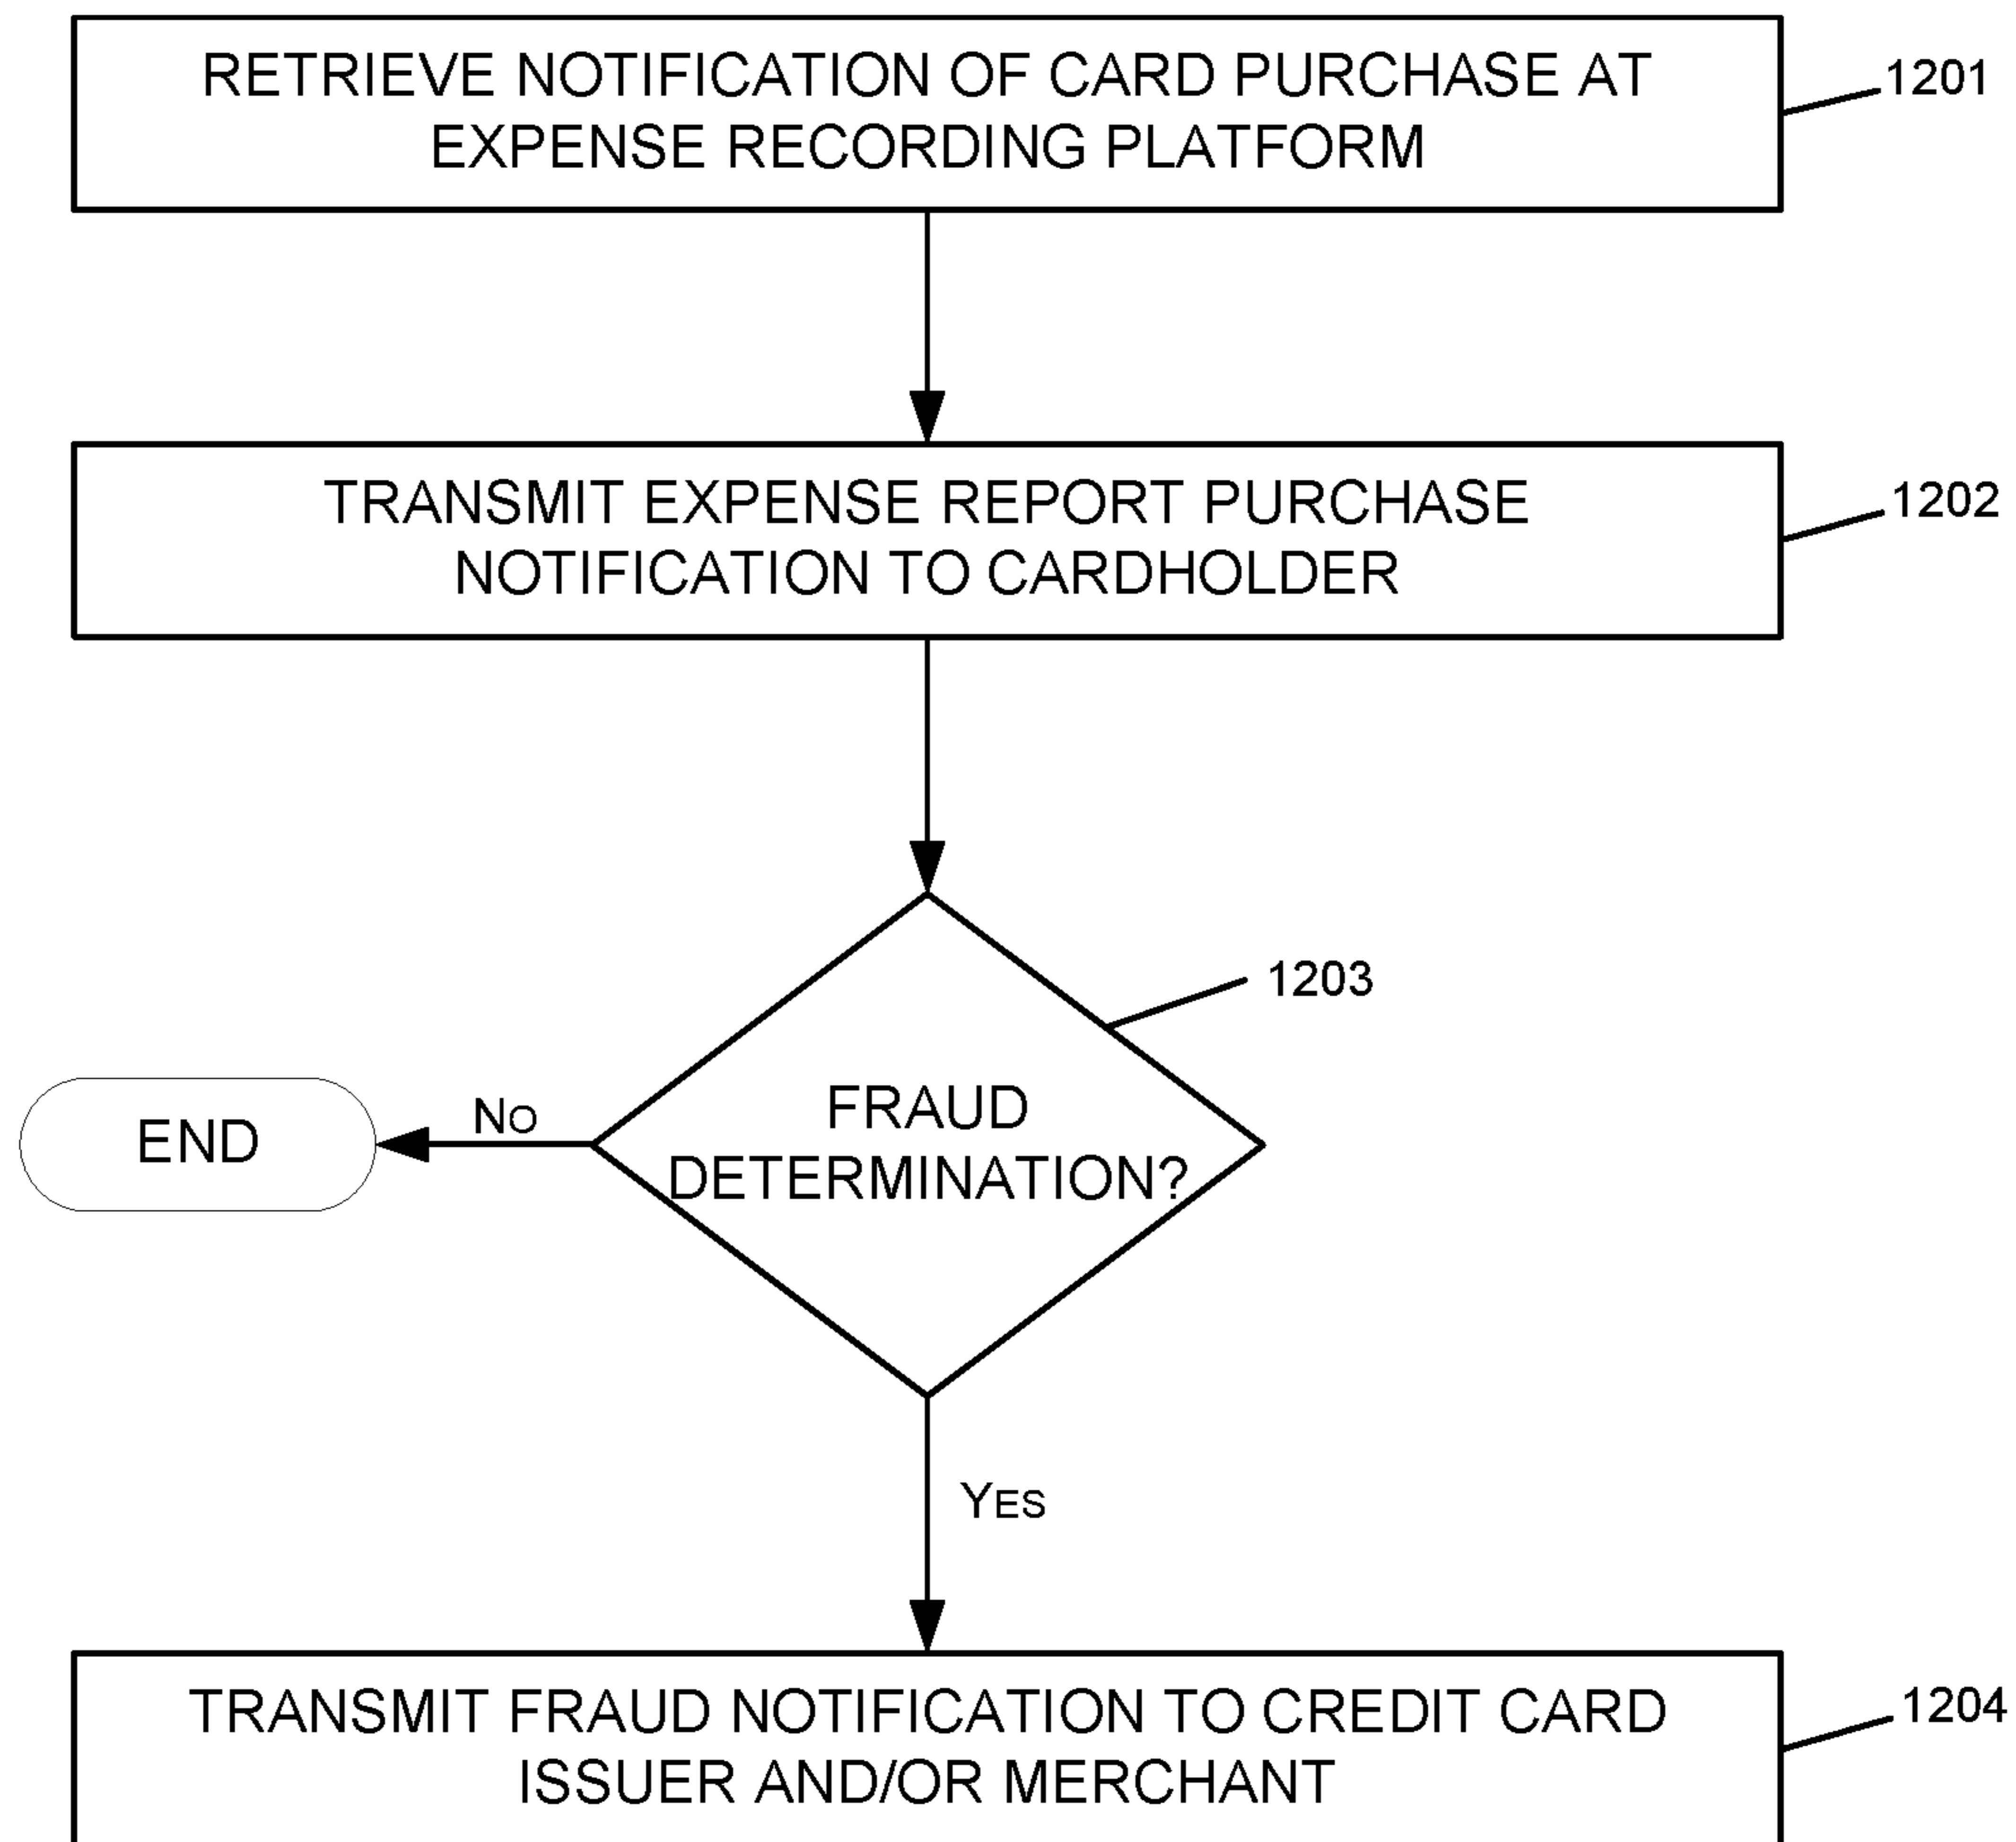 RETRIEVE NOTIFICATION OF CARD PURCHASE AT
EXPENSE RECORDING PLATFORM
1201
TRANSMIT EXPENSE REPORT PURCHASE
NOTIFICATION TO CARDHOLDER
1202
1203
FRAUD
DETERMINATION?
NO
END
YES
TRANSMIT FRAUD NOTIFICATION TO CREDIT CARD
ISSUER AND/OR MERCHANT
1204